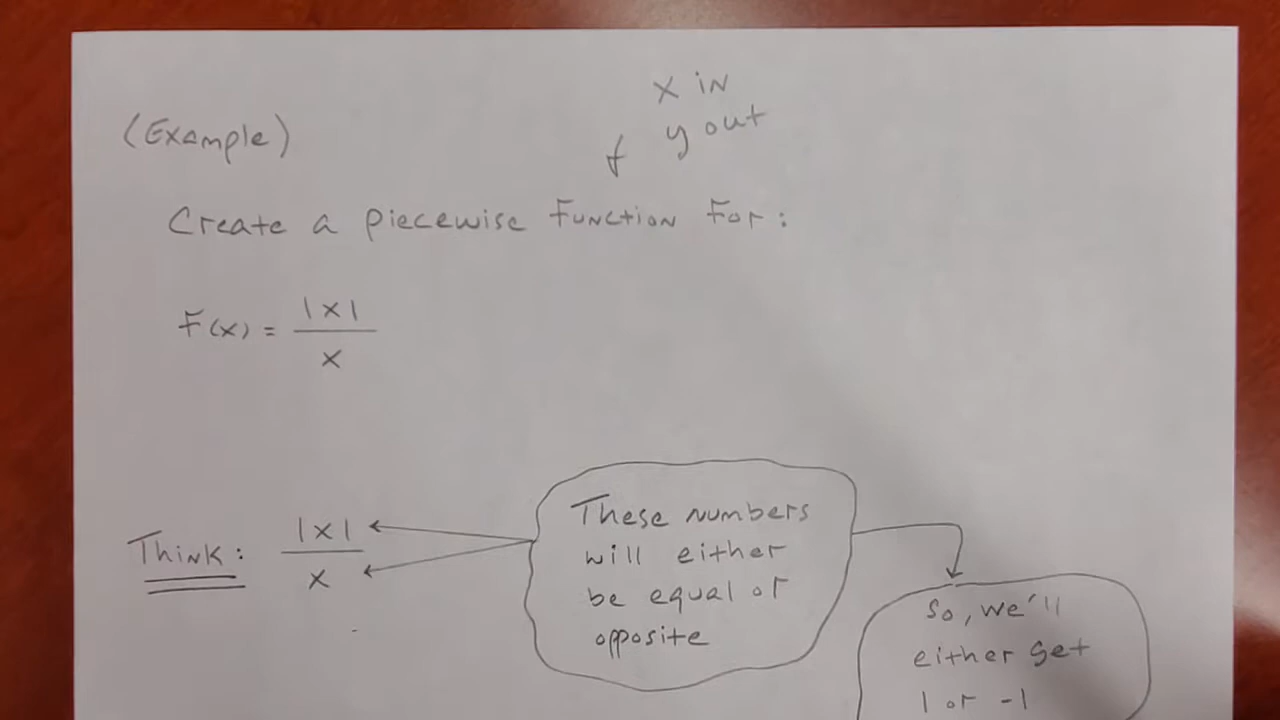 x in
y out
f
(Example)
Create a piecewise function for:
F(x) = |x| / x
Think: |x| / x
These numbers
will either
be equal or
opposite
So, we'll
either get
1 or -1